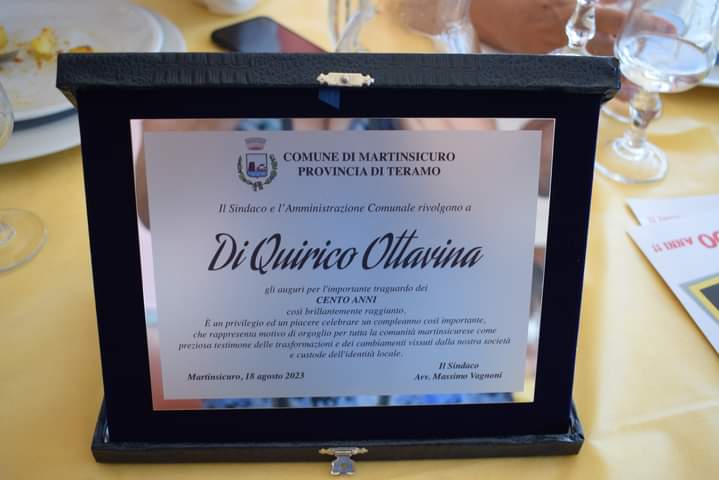 COMUNE DI MARTINSICURO
PROVINCIA DI TERAMO
Il Sindaco e l'Amministrazione Comunale rivolgono a
Di Quirico Ottavina
gli auguri per l'importante traguardo dei
CENTO ANNI
così brillantemente raggiunto.
È un privilegio ed un piacere celebrare un compleanno così importante,
che rappresenta motivo di orgoglio per tutta la comunità martinsicurese come
preziosa testimone delle trasformazioni e dei cambiamenti vissuti dalla nostra società
e custode dell'identità locale.
Martinsicuro, 18 agosto 2023
Il Sindaco
Avv. Massimo Vagnoni
ANNI !!